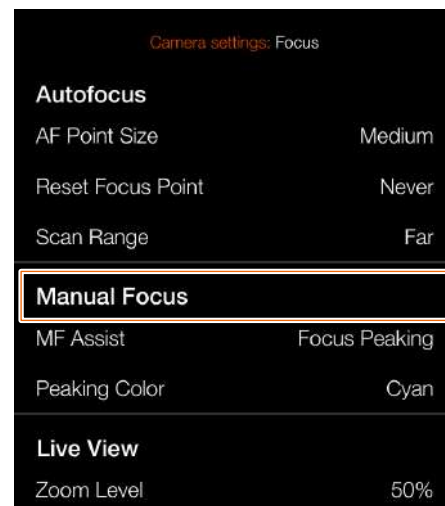 Camera settings: Focus
Autofocus
AF Point Size Medium
Reset Focus Point Never
Scan Range Far
Manual Focus
MF Assist Focus Peaking
Peaking Color Cyan
Live View
Zoom Level 50%